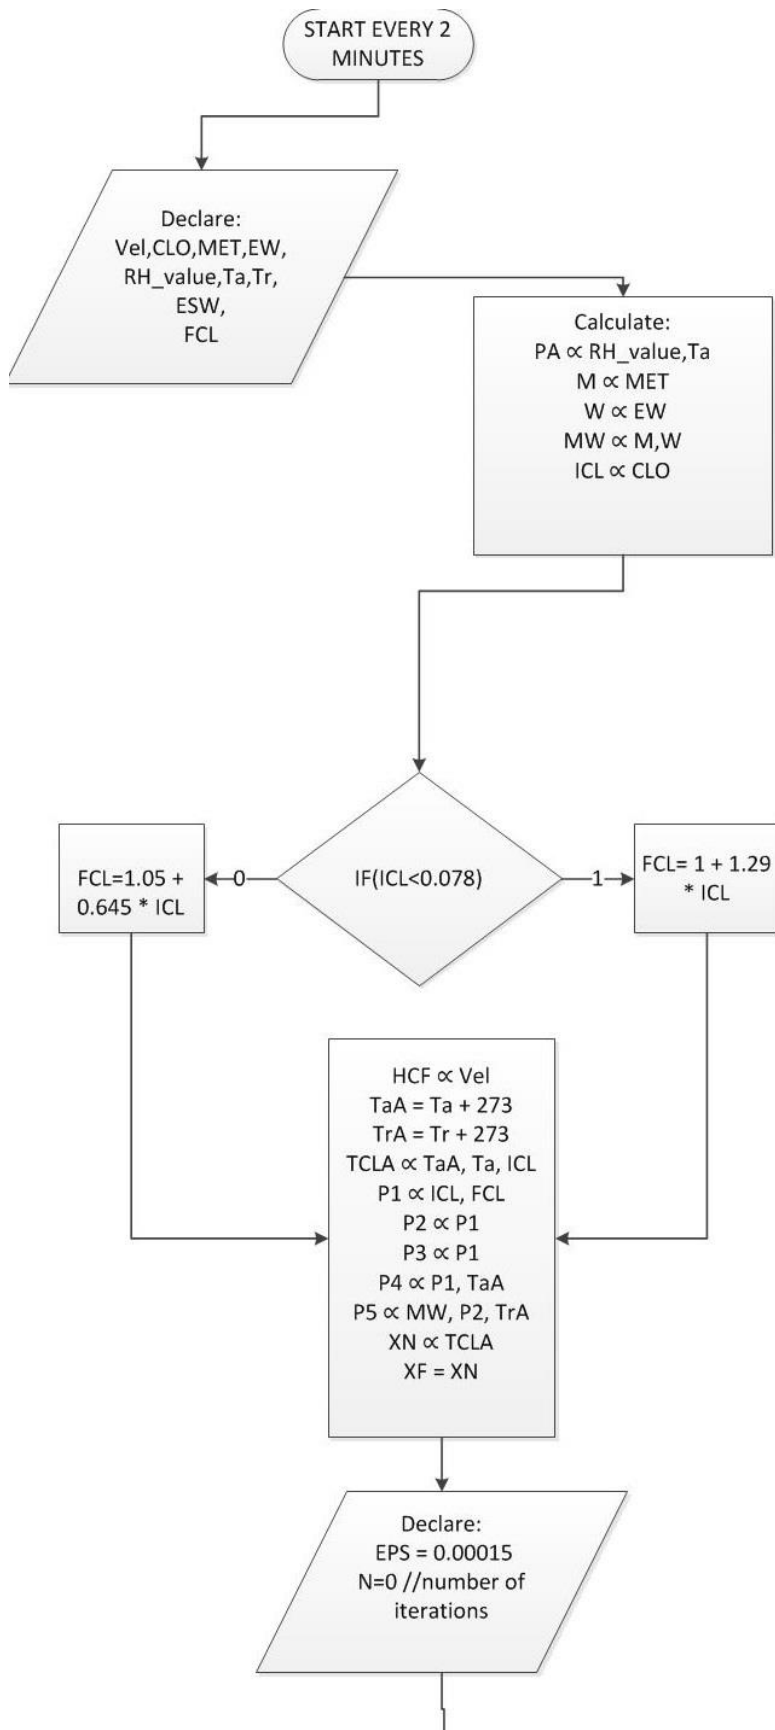 START EVERY 2
MINUTES
Declare:
Vel,CLO,MET,EW,
RH_value,Ta,Tr,
ESW,
FCL
Calculate:
PA ∝ RH_value,Ta
M ∝ MET
W ∝ EW
MW ∝ M,W
ICL ∝ CLO
FCL=1.05 +
0.645 * ICL
0
IF(ICL<0.078)
1
FCL= 1 + 1.29
* ICL
HCF ∝ Vel
TaA = Ta + 273
TrA = Tr + 273
TCLA ∝ TaA, Ta, ICL
P1 ∝ ICL, FCL
P2 ∝ P1
P3 ∝ P1
P4 ∝ P1, TaA
P5 ∝ MW, P2, TrA
XN ∝ TCLA
XF = XN
Declare:
EPS = 0.00015
N=0 //number of
iterations